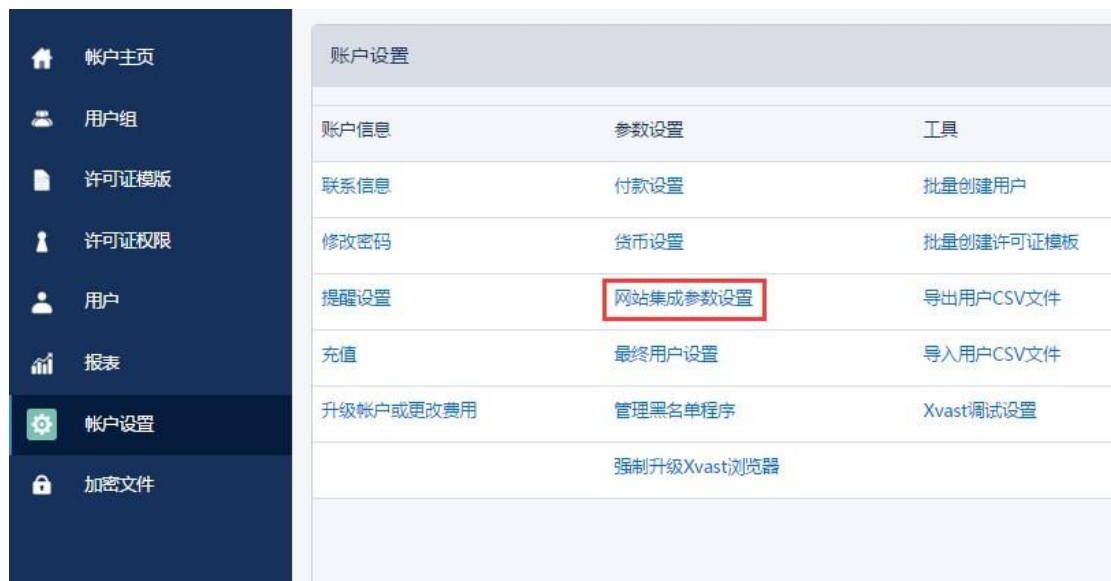 帐户主页
用户组
许可证模版
许可证权限
用户
报表
帐户设置
加密文件
账户设置
账户信息 参数设置 工具
联系信息 付款设置 批量创建用户
修改密码 货币设置 批量创建许可证模板
提醒设置 网站集成参数设置 导出用户CSV文件
充值 最终用户设置 导入用户CSV文件
升级帐户或更改费用 管理黑名单程序 Xvast调试设置
强制升级Xvast浏览器